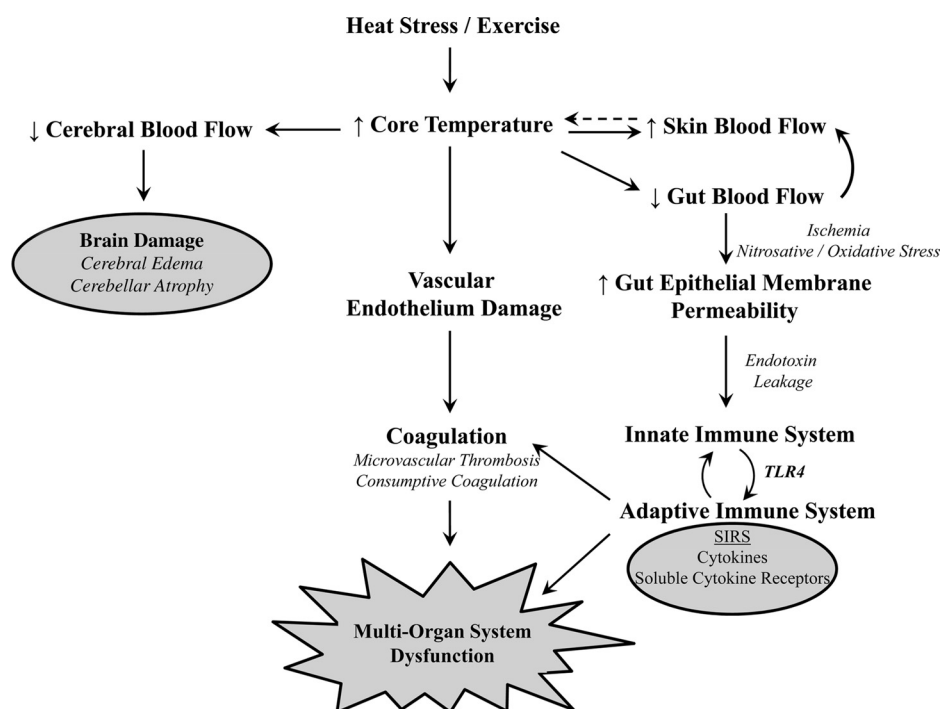 Heat Stress / Exercise
↓ Cerebral Blood Flow
↑ Core Temperature
↑ Skin Blood Flow
↓ Gut Blood Flow
Ischemia
Nitrosative / Oxidative Stress
Brain Damage
Cerebral Edema
Cerebellar Atrophy
Vascular
Endothelium Damage
↑ Gut Epithelial Membrane
Permeability
Endotoxin
Leakage
Coagulation
Microvascular Thrombosis
Consumptive Coagulation
Innate Immune System
TLR4
Adaptive Immune System
SIRS
Cytokines
Soluble Cytokine Receptors
Multi-Organ System
Dysfunction